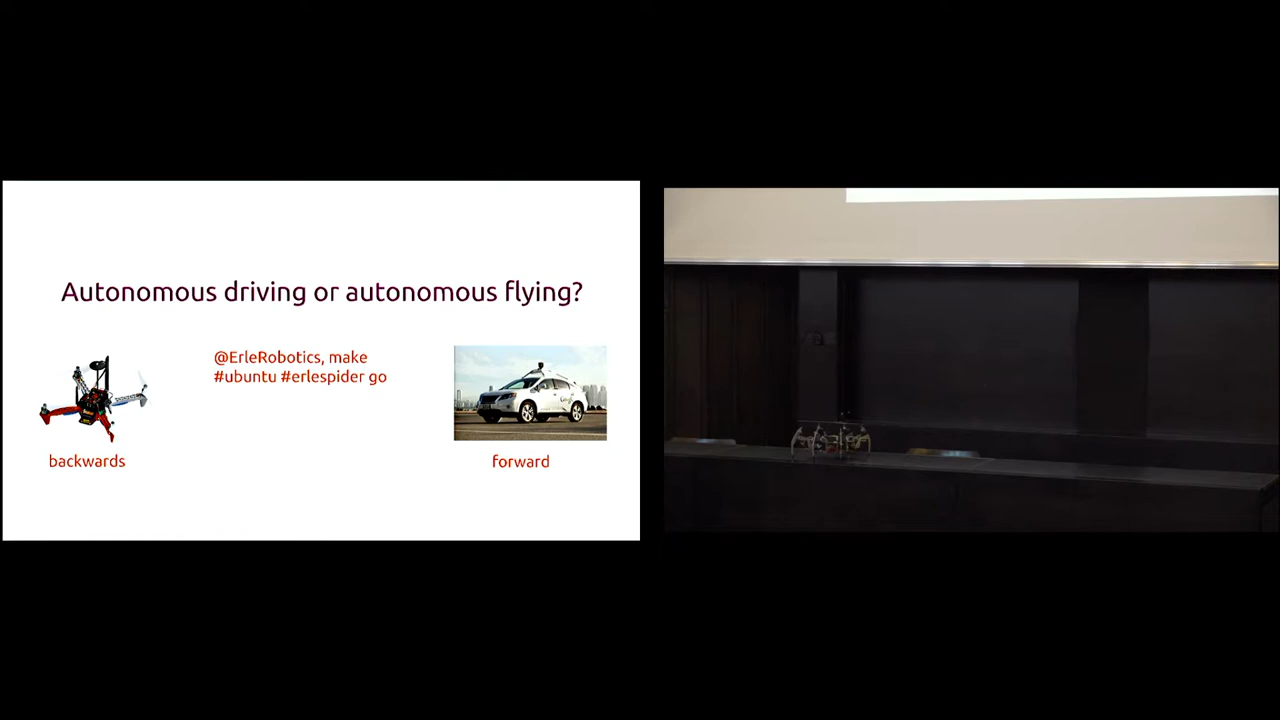 Autonomous driving or autonomous flying?
@ErleRobotics, make
#ubuntu #erlespider go
backwards
forward